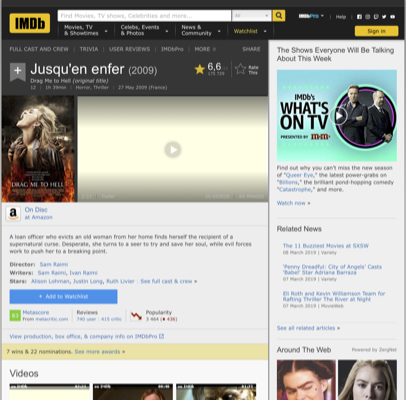 IMDb
Find Movies, TV shows, Celebrities and more...
All
IMDbPro
Help
Movies, TV & Showtimes
Celebs, Events & Photos
News & Community
Watchlist
Sign in
FULL CAST AND CREW | TRIVIA | USER REVIEWS | IMDbPro | MORE
SHARE
Jusqu'en enfer (2009)
Drag Me to Hell (original title)
12 | 1h 39min | Horror, Thriller | 27 May 2009 (France)
6,6
Rate This
DRAG ME TO HELL
On Disc
at Amazon
A loan officer who evicts an old woman from her home finds herself the recipient of a
supernatural curse. Desperate, she turns to a seer to try and save her soul, while evil forces
work to push her to a breaking point.
Director: Sam Raimi
Writers: Sam Raimi, Ivan Raimi
Stars: Alison Lohman, Justin Long, Ruth Livier | See full cast & crew »
+ Add to Watchlist
83
Metascore
From metacritic.com
Reviews
740 user | 415 critic
Popularity
3 464 (436)
View production, box office, & company info on IMDbPro
7 wins & 22 nominations. See more awards »
Videos
The Shows Everyone Will Be Talking
About This Week
IMDb's
WHAT'S
ON TV
PRESENTED BY M&M'S
Find out why you can't miss the new season
of "Queer Eye," the latest power-grabs on
"Billions," the brilliant pond-hopping comedy
"Catastrophe," and more.
Watch now »
Related News
The 11 Buzziest Movies at SXSW
08 March 2019 | Variety
'Penny Dreadful: City of Angels' Casts
'Babel' Star Adriana Barraza
07 March 2019 | Variety
Eli Roth and Kevin Williamson Team for
Rafting Thriller The River at Night
07 March 2019 | MovieWeb
See all related articles »
Around The Web
Powered by ZergNet